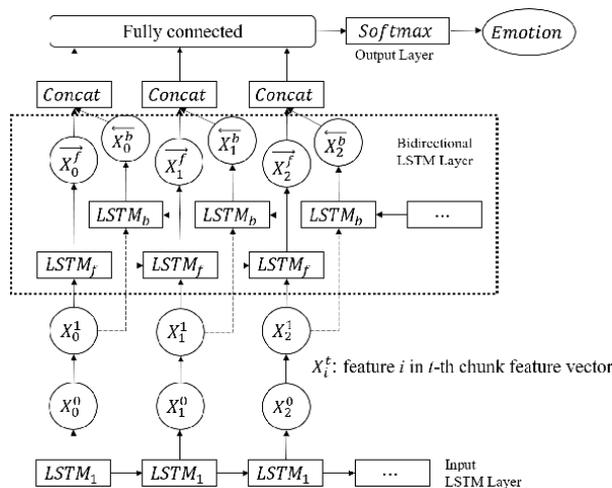 Fully connected
Softmax
Emotion
Output Layer
Concat Concat Concat
X_0^f X_0^b X_1^f X_1^b X_2^f X_2^b
Bidirectional
LSTM Layer
LSTM_b LSTM_b LSTM_b ...
LSTM_f LSTM_f LSTM_f
X_0^1 X_1^1 X_2^1
X_i^t: feature i in t-th chunk feature vector
X_0^0 X_1^0 X_2^0
LSTM_1 LSTM_1 LSTM_1 ...
Input
LSTM Layer